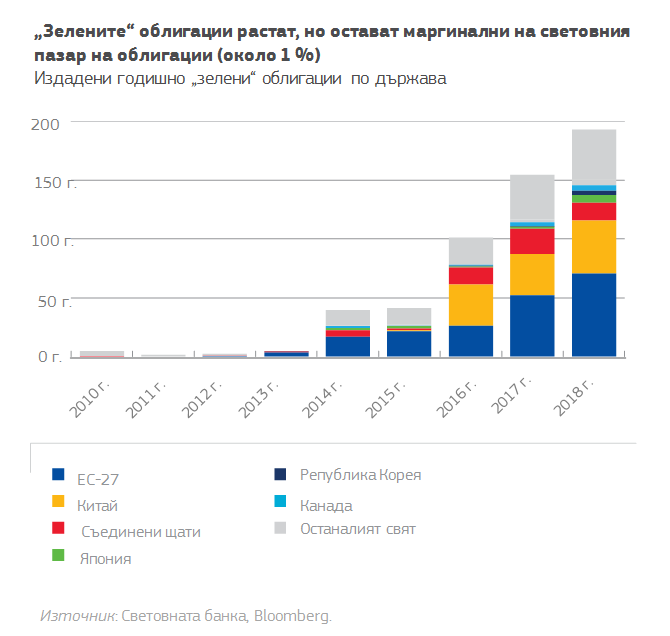 „Зелените“ облигации растат, но остават маргинални на световния
пазар на облигации (около 1 %)
Издадени годишно „зелени“ облигации по държава
200
150 г.
100 г.
50 г.
0 г.
2010 г.
2011 г.
2012 г.
2013 г.
2014 г.
2015 г.
2016 г.
2017 г.
2018 г.
ЕС-27
Китай
Съединени щати
Япония
Република Корея
Канада
Останалият свят
Източник: Световната банка, Bloomberg.